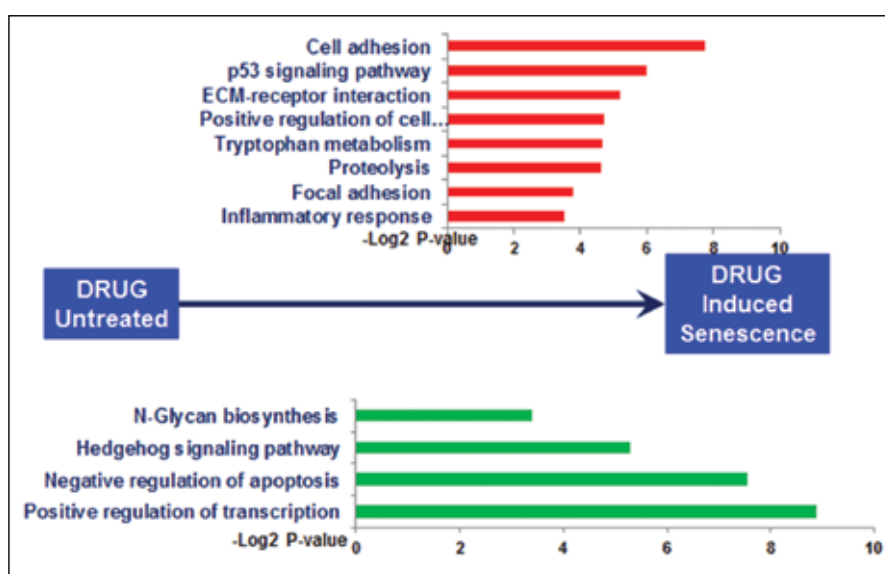 Cell adhesion
p53 signaling pathway
ECM-receptor interaction
Positive regulation of cell...
Tryptophan metabolism
Proteolysis
Focal adhesion
Inflammatory response
-Log2 P-value
0 2 4 6 8 10
DRUG
Untreated
DRUG
Induced
Senescence
N-Glycan biosynthesis
Hedgehog signaling pathway
Negative regulation of apoptosis
Positive regulation of transcription
-Log2 P-value
0 2 4 6 8 10